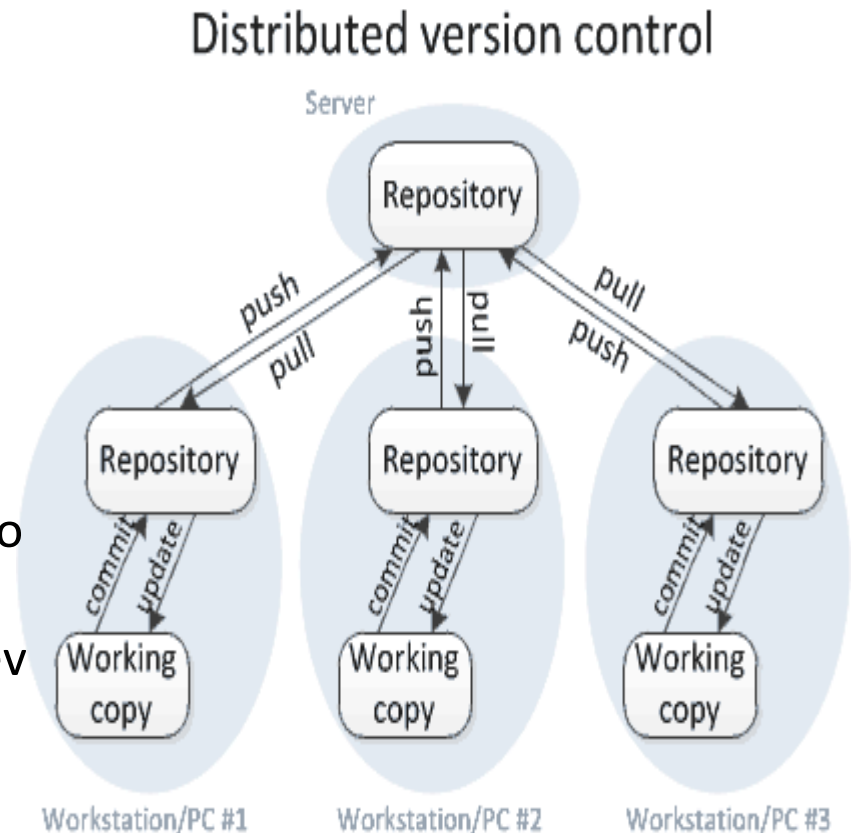 Distributed version control
Server
Repository
push
pull
push
pull
pull
push
Repository
Repository
Repository
o
commit
update
commit
update
commit
update
v
Working
copy
Working
copy
Working
copy
Workstation/PC #1
Workstation/PC #2
Workstation/PC #3